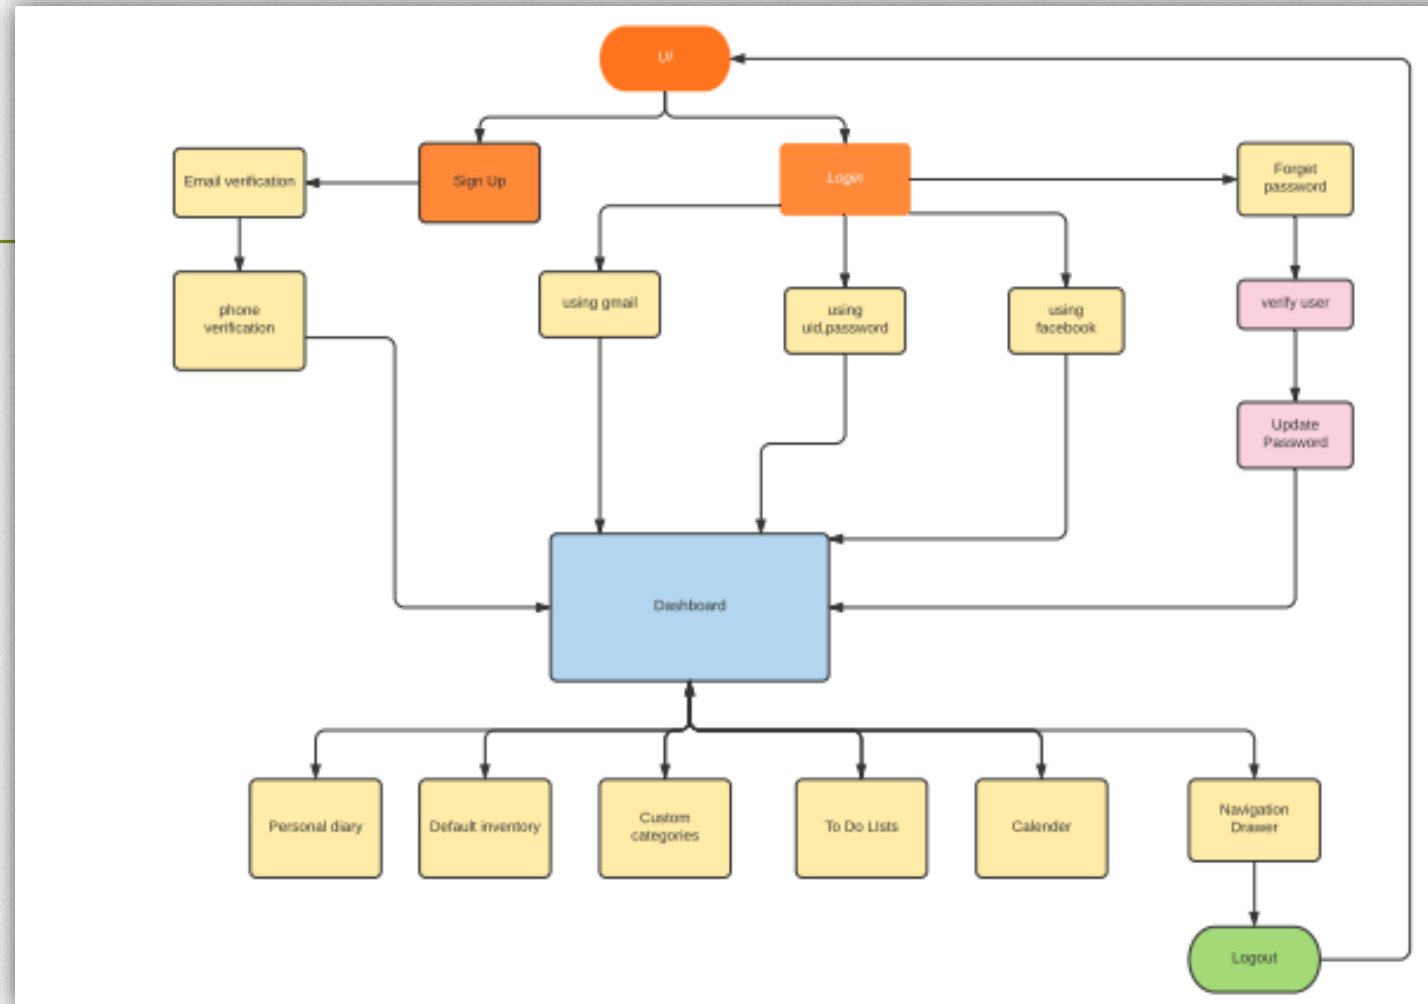 UI
Sign Up
Login
Email verification
Forget
password
phone
verification
using gmail
using
uid,password
using
facebook
verify user
Update
Password
Dashboard
Personal diary
Default inventory
Custom
categories
To Do Lists
Calender
Navigation
Drawer
Logout